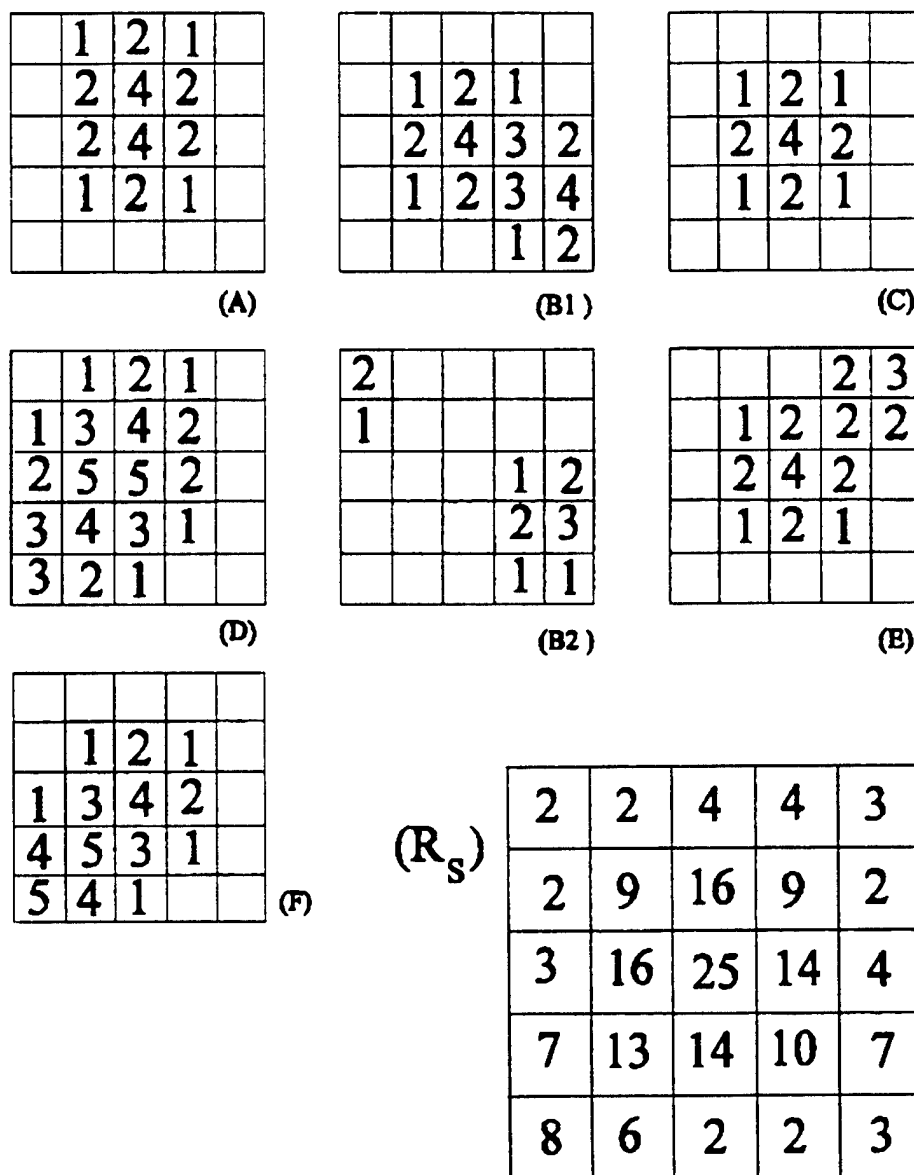 1 2 1 
2 4 2 1 2 1 1 2 1
2 4 2 2 4 3 2 2 4 2
1 2 1 1 2 3 4 1 2 1
1 2
(A) (B1) (C)
1 2 1 2 2 3
1 3 4 2 1 1 2 2 2
2 5 5 2 1 2 2 4 2
3 4 3 1 2 3 1 2 1
3 2 1 1 1
(D) (B2) (E)
1 2 1
1 3 4 2
4 5 3 1
5 4 1
(F)
(Rs)
2 2 4 4 3
2 9 16 9 2
3 16 25 14 4
7 13 14 10 7
8 6 2 2 3